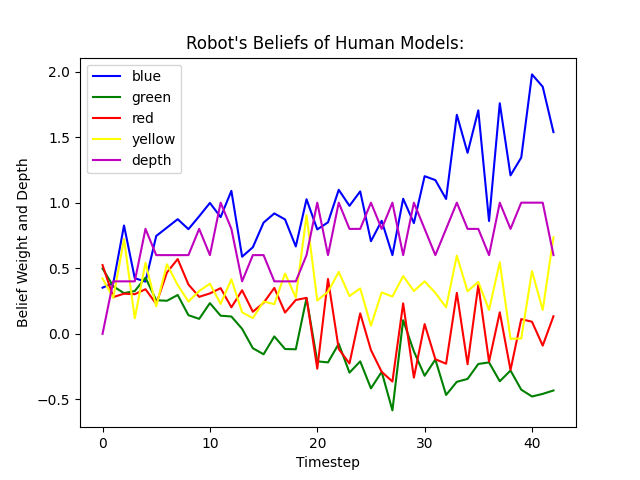 Robot's Beliefs of Human Models:
blue
green
red
yellow
depth
Belief Weight and Depth
2.0
1.5
1.0
0.5
0.0
−0.5
0 10 20 30 40
Timestep